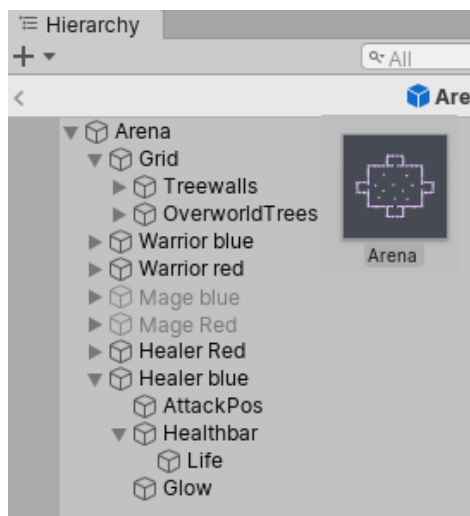 Hierarchy
All
Are
Arena
Grid
Treewalls
OverworldTrees
Warrior blue
Warrior red
Mage blue
Mage Red
Healer Red
Healer blue
AttackPos
Healthbar
Life
Glow
Arena